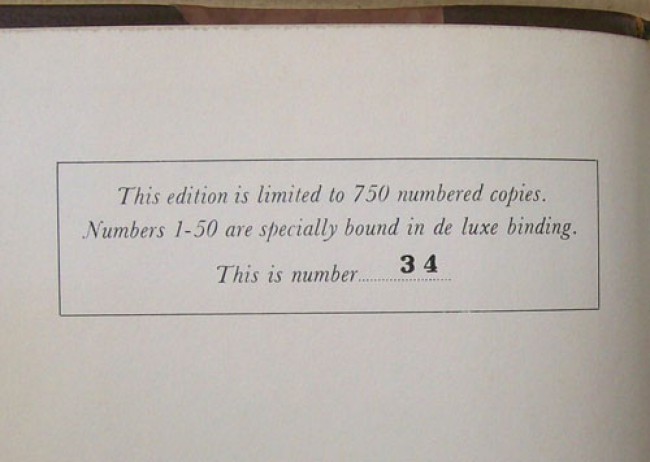 This edition is limited to 750 numbered copies.
Numbers 1-50 are specially bound in de luxe binding.
This is number............34......